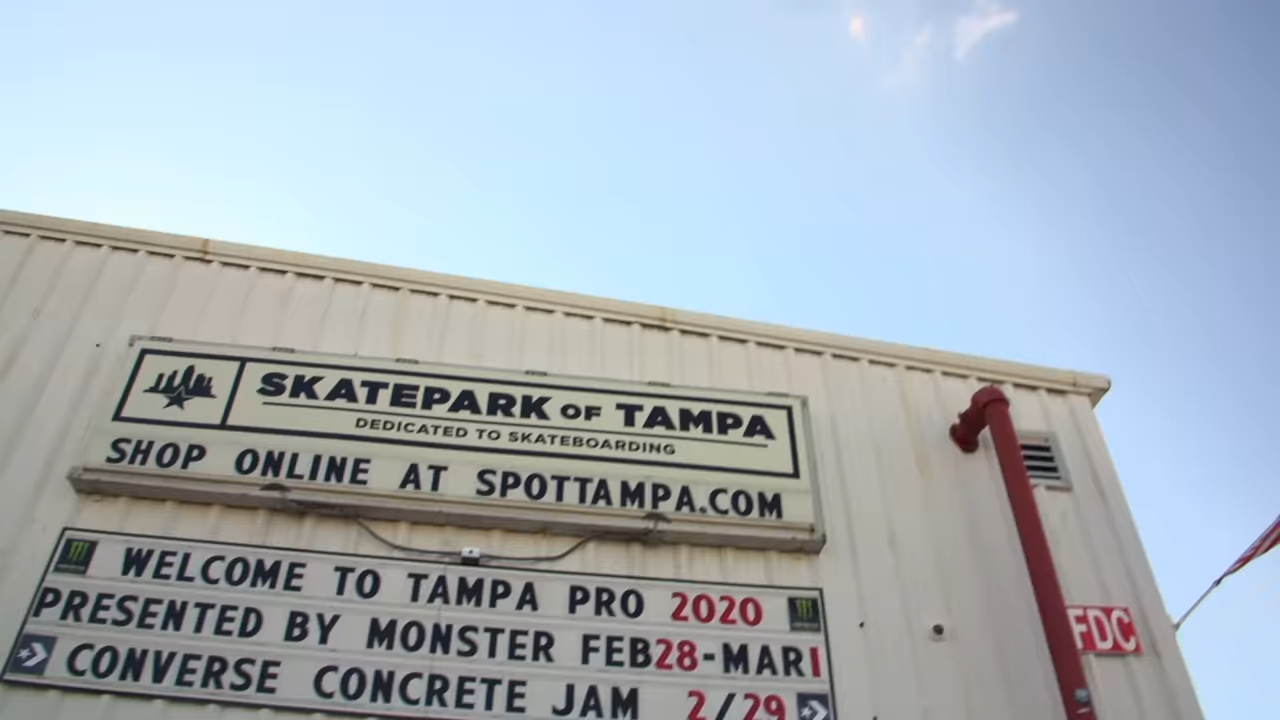 SKATEPARK OF TAMPA
DEDICATED TO SKATEBOARDING
SHOP ONLINE AT SPOTTAMPA.COM
WELCOME TO TAMPA PRO 2020
PRESENTED BY MONSTER FEB28-MAR1
CONVERSE CONCRETE JAM 2/29
FDC